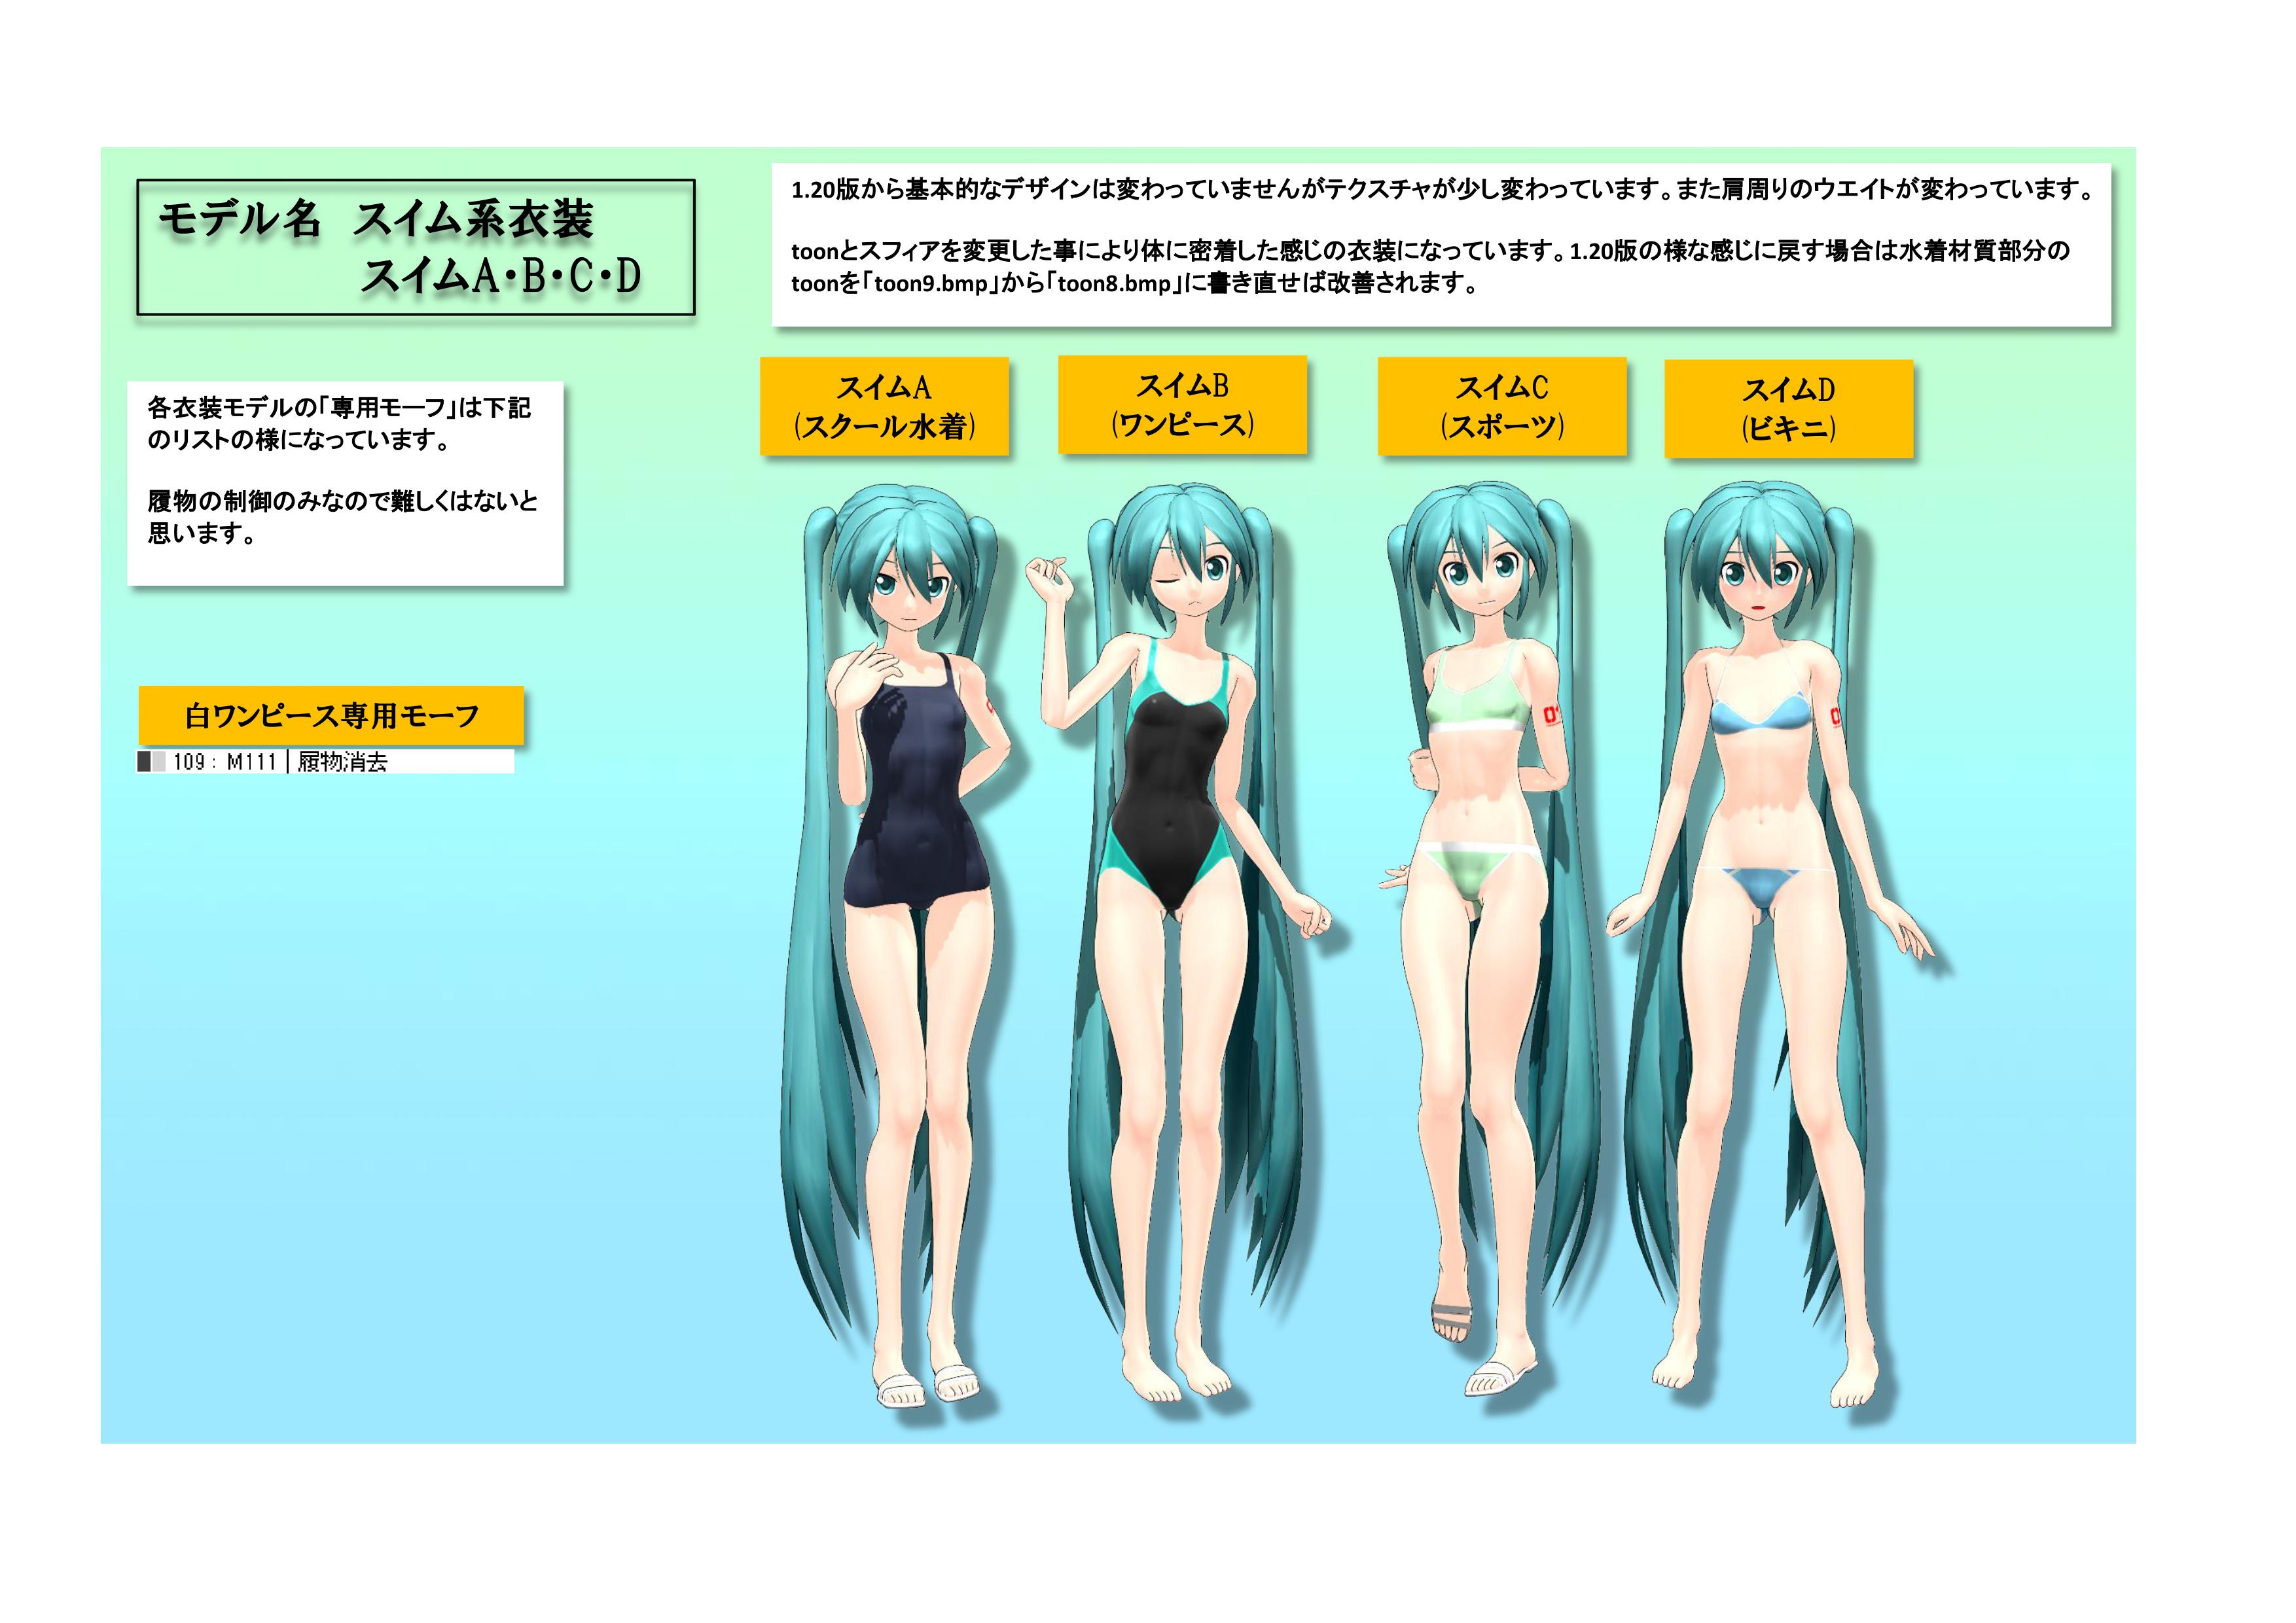 モデル名　スイム系衣装
スイムA・B・C・D
1.20版から基本的なデザインは変わっていませんがテクスチャが少し変わっています。また肩周りのウエイトが変わっています。
toonとスフィアを変更した事により体に密着した感じの衣装になっています。1.20版の様な感じに戻す場合は水着材質部分の
toonを「toon9.bmp」から「toon8.bmp」に書き直せば改善されます。
各衣装モデルの「専用モーフ」は下記
のリストの様になっています。
履物の制御のみなので難しくはないと
思います。
白ワンピース専用モーフ
109 : M111 | 履物消去
スイムA
(スクール水着)
スイムB
(ワンピース)
スイムC
(スポーツ)
スイムD
(ビキニ)
01
0